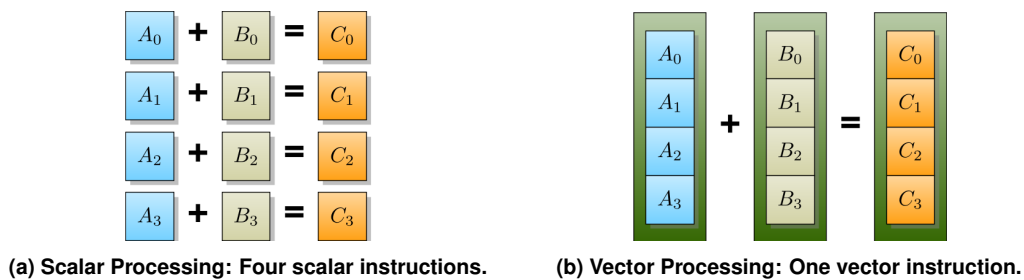 A0 + B0 = C0
A1 + B1 = C1
A2 + B2 = C2
A3 + B3 = C3
(a) Scalar Processing: Four scalar instructions.
A0 B0 C0
A1 + B1 = C1
A2 B2 C2
A3 B3 C3
(b) Vector Processing: One vector instruction.